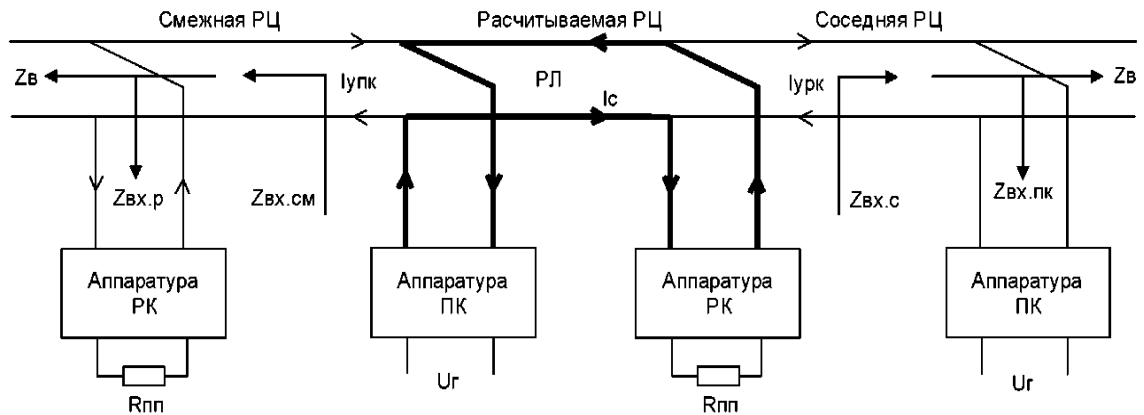 Смежная РЦ
Расчитываемая РЦ
Соседняя РЦ
Zв
Iупк
РЛ
Iс
Iурк
Zв
Zвх.р
Zвх.см
Zвх.с
Zвх.пк
Аппаратура
РК
Аппаратура
ПК
Аппаратура
РК
Аппаратура
ПК
Rпп
Uг
Rпп
Uг